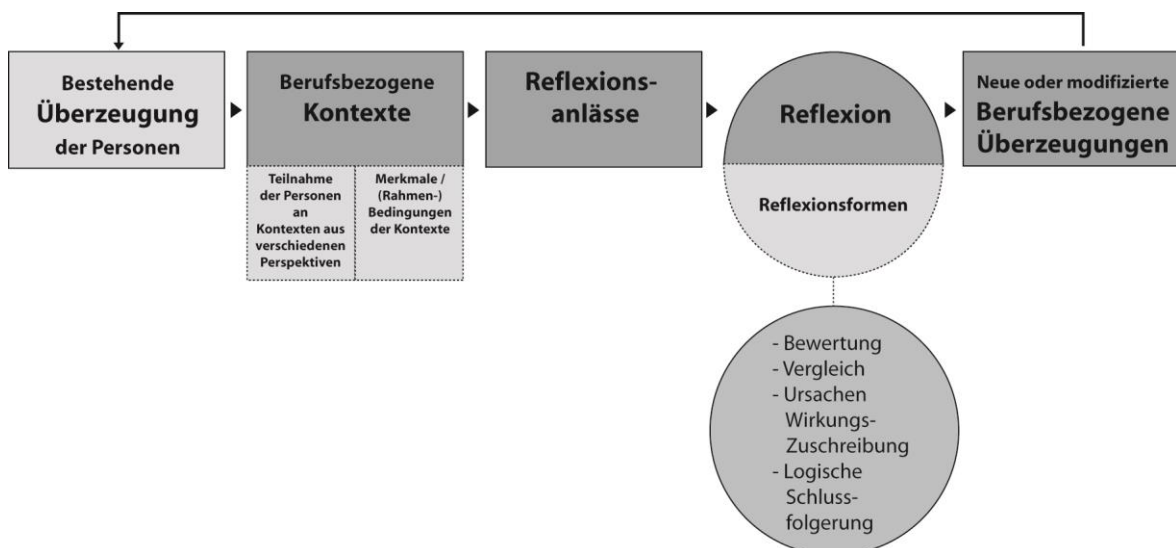 Bestehende
Überzeugung
der Personen
Berufsbezogene
Kontexte
Teilnahme
der Personen
an
Kontexten aus
verschiedenen
Perspektiven
Merkmale /
(Rahmen-)
Bedingungen
der Kontexte
Reflexions-
anlässe
Reflexion
Reflexionsformen
- Bewertung
- Vergleich
- Ursachen
Wirkungs-
Zuschreibung
- Logische
Schluss-
folgerung
Neue oder modifizierte
Berufsbezogene
Überzeugungen